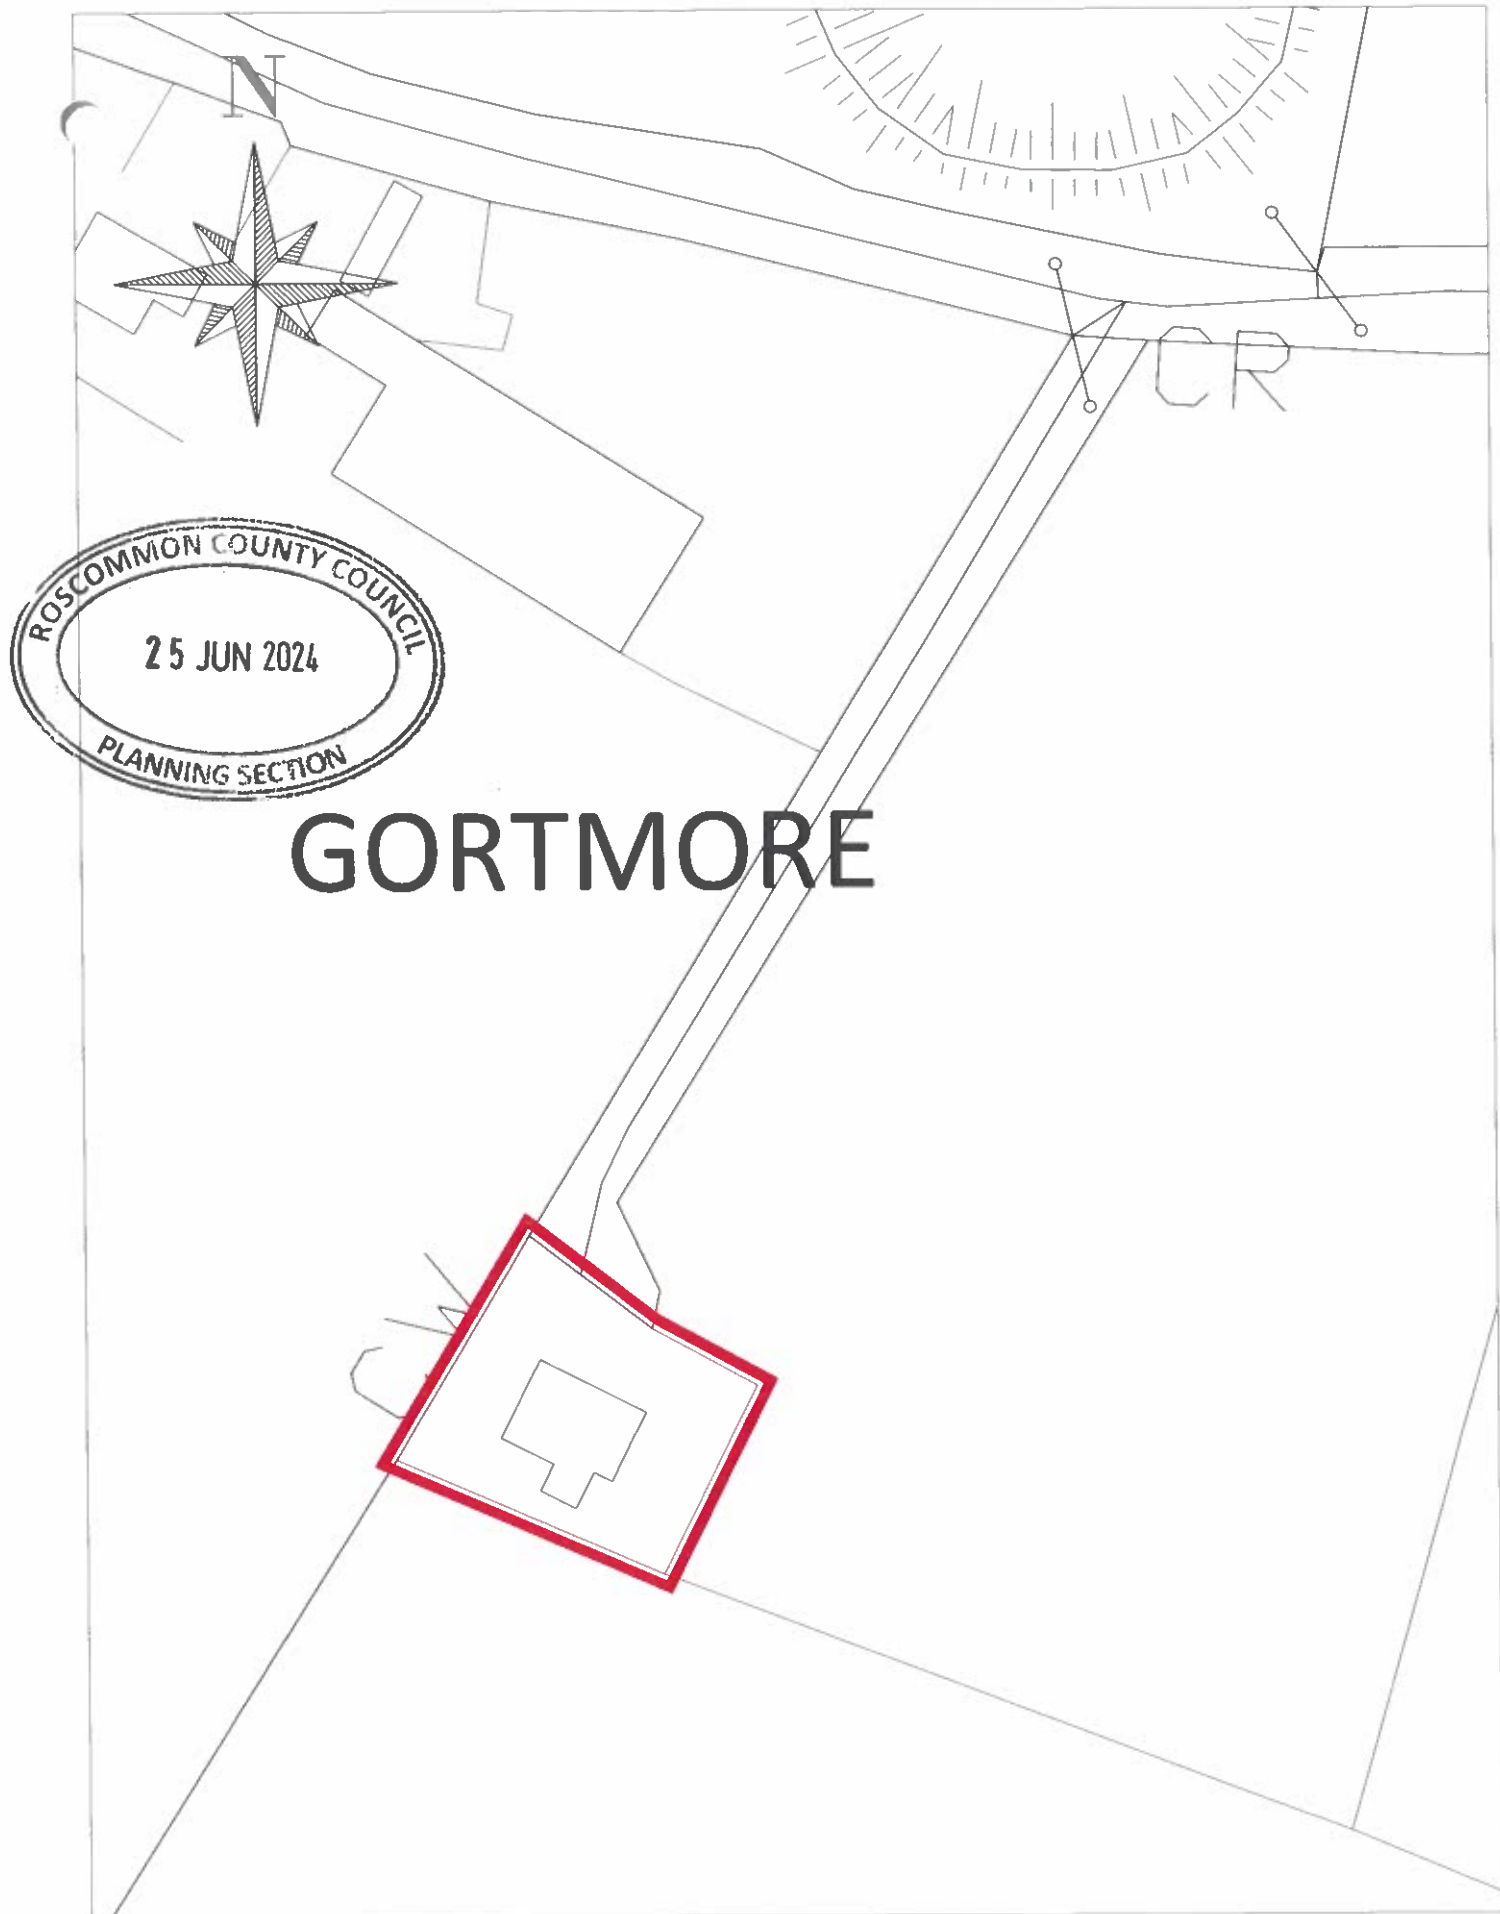 N
CR
ROSCOMMON COUNTY COUNCIL
25 JUN 2024
PLANNING SECTION
GORTMORE